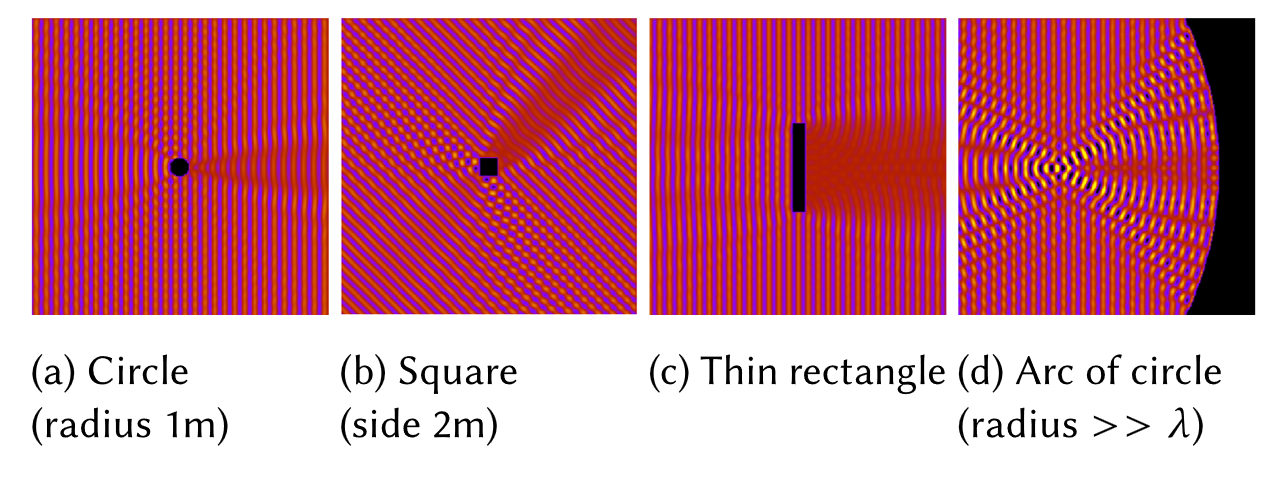 (a) Circle
(radius 1m)
(b) Square
(side 2m)
(c) Thin rectangle
(d) Arc of circle
(radius >> λ)